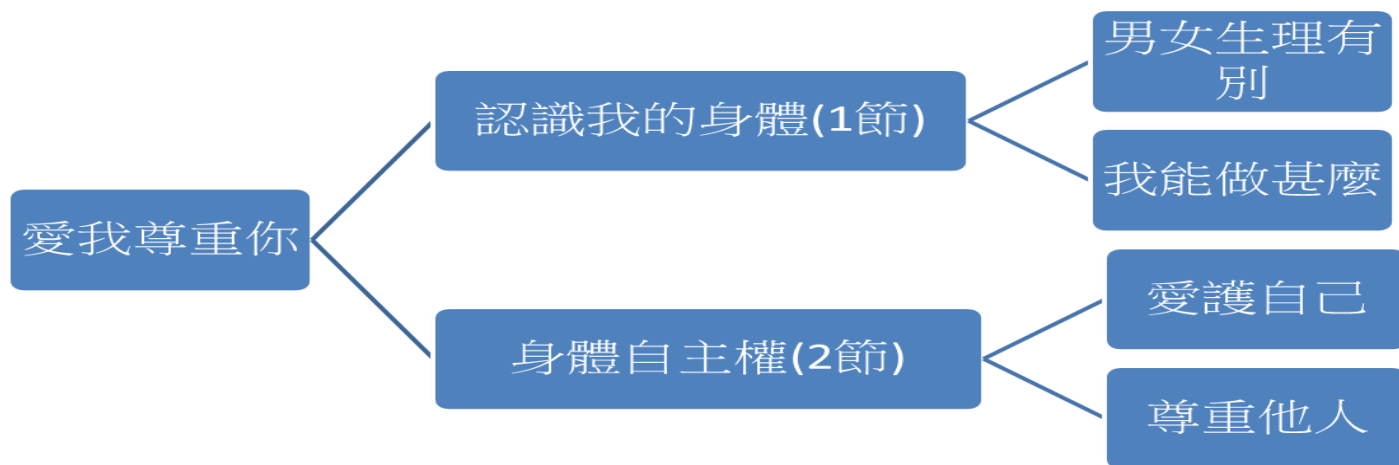 愛我尊重你
認識我的身體(1節)
男女生理有
別
我能做甚麼
身體自主權(2節)
愛護自己
尊重他人